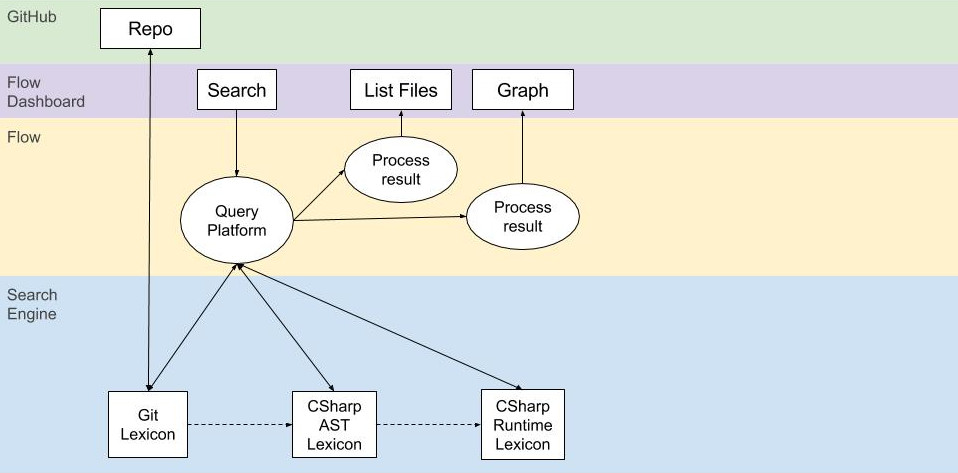 GitHub
Repo
Flow
Dashboard
Search
List Files
Graph
Flow
Process
result
Query
Platform
Process
result
Search
Engine
Git
Lexicon
CSharp
AST
Lexicon
CSharp
Runtime
Lexicon